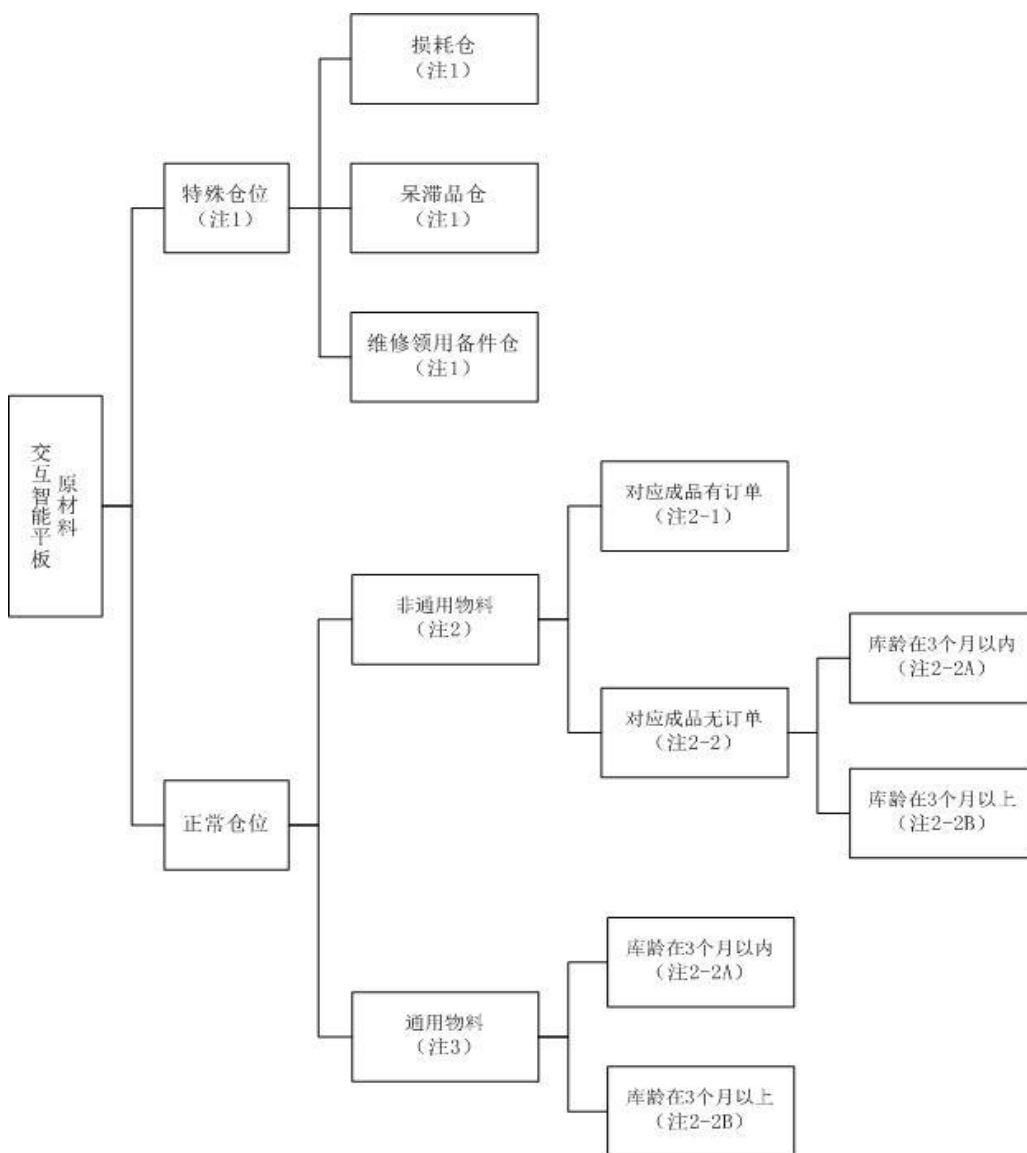 损耗仓
（注1）
特殊仓位
（注1）
呆滞品仓
（注1）
维修领用备件仓
（注1）
交互智能平板
原材料
对应成品有订单
（注2-1）
非通用物料
（注2）
库龄在3个月以内
（注2-2A）
对应成品无订单
（注2-2）
库龄在3个月以上
（注2-2B）
正常仓位
库龄在3个月以内
（注2-2A）
通用物料
（注3）
库龄在3个月以上
（注2-2B）